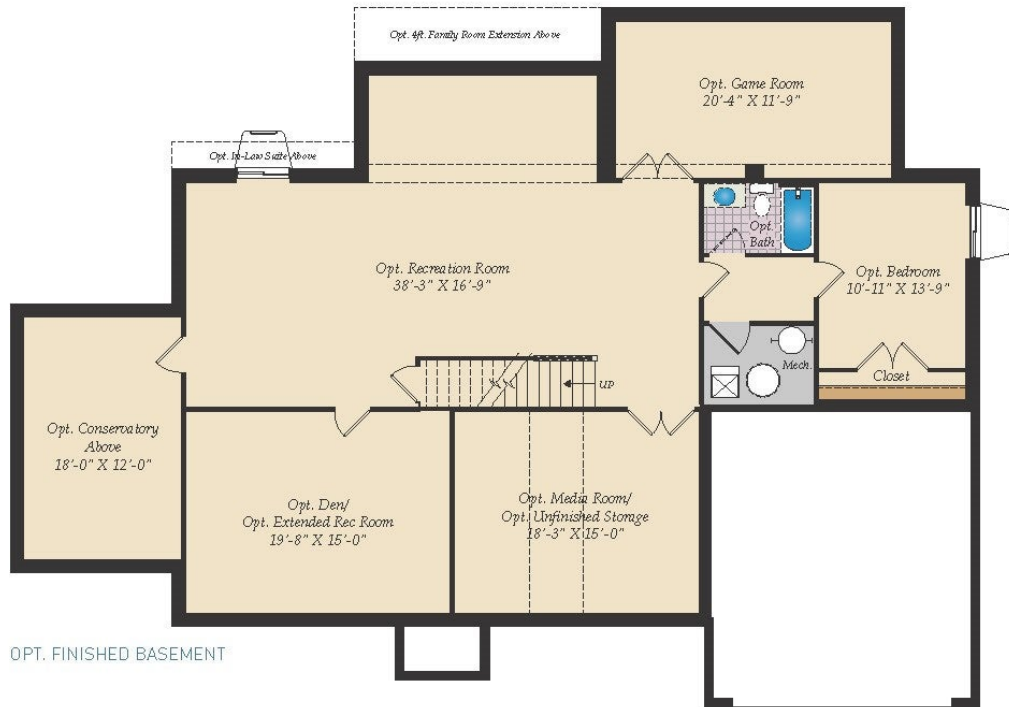 Opt. 4ft. Family Room Extension Above
Opt. Game Room
20'-4" X 11'-9"
Opt. In-Law Suite Above
Opt.
Bath
Opt. Recreation Room
38'-3" X 16'-9"
Opt. Bedroom
10'-11" X 13'-9"
Mech.
Closet
UP
Opt. Conservatory
Above
18'-0" X 12'-0"
Opt. Den/
Opt. Extended Rec Room
19'-8" X 15'-0"
Opt. Media Room/
Opt. Unfinished Storage
18'-3" X 15'-0"
OPT. FINISHED BASEMENT